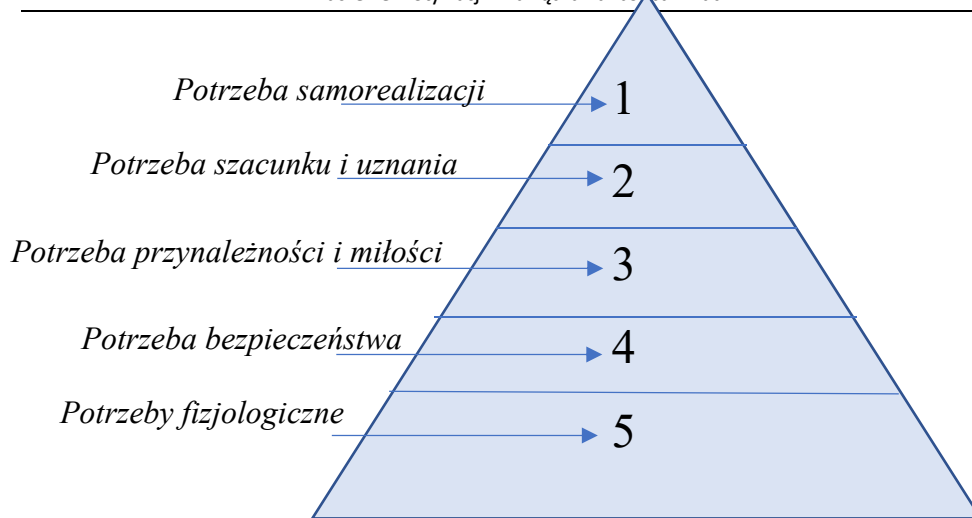 Potrzeba samorealizacji
1
Potrzeba szacunku i uznania
2
Potrzeba przynależności i miłości
3
Potrzeba bezpieczeństwa
4
Potrzeby fizjologiczne
5